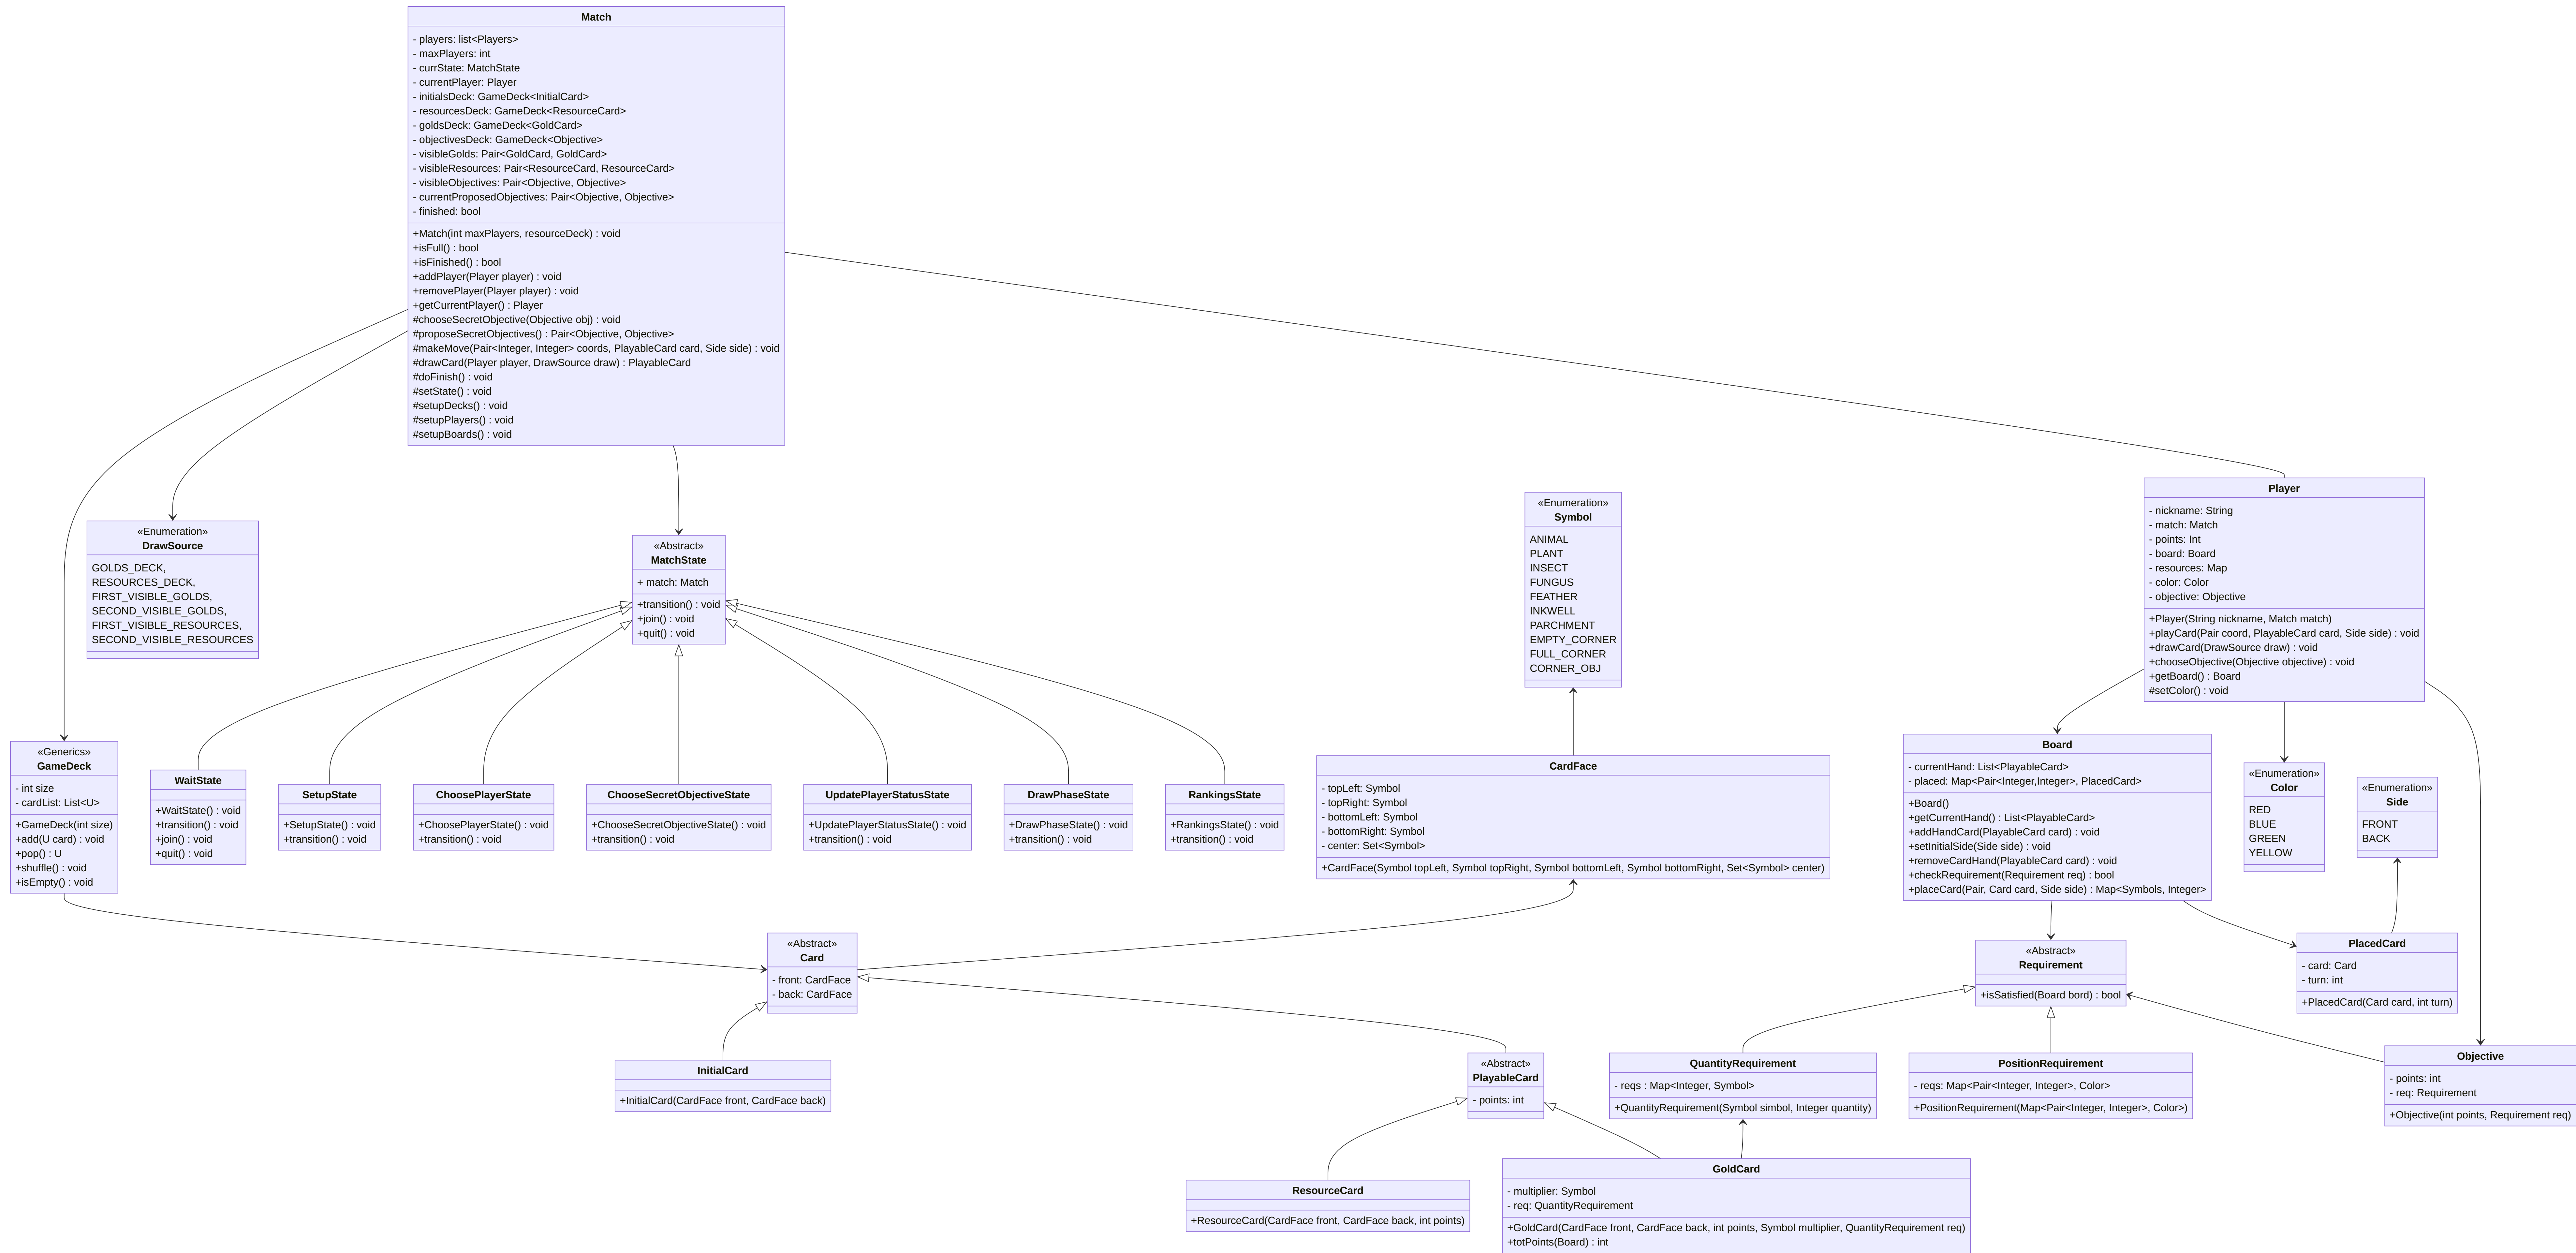 Match
- players: list<Players>
- maxPlayers: int
- currState: MatchState
- currentPlayer: Player
- initialsDeck: GameDeck<InitialCard>
- resourcesDeck: GameDeck<ResourceCard>
- goldsDeck: GameDeck<GoldCard>
- objectivesDeck: GameDeck<Objective>
- visibleGolds: Pair<GoldCard, GoldCard>
- visibleResources: Pair<ResourceCard, ResourceCard>
- visibleObjectives: Pair<Objective, Objective>
- currentProposedObjectives: Pair<Objective, Objective>
- finished: bool
+Match(int maxPlayers, resourceDeck) : void
+isFull() : bool
+isFinished() : bool
+addPlayer(Player player) : void
+removePlayer(Player player) : void
+getCurrentPlayer() : Player
#chooseSecretObjective(Objective obj) : void
#proposeSecretObjectives() : Pair<Objective, Objective>
#makeMove(Pair<Integer, Integer> coords, PlayableCard card, Side side) : void
#drawCard(Player player, DrawSource draw) : PlayableCard
#doFinish() : void
#setState() : void
#setupDecks() : void
#setupPlayers() : void
#setupBoards() : void
«Enumeration»
DrawSource
GOLDS_DECK,
RESOURCES_DECK,
FIRST_VISIBLE_GOLDS,
SECOND_VISIBLE_GOLDS,
FIRST_VISIBLE_RESOURCES,
SECOND_VISIBLE_RESOURCES
«Abstract»
MatchState
+ match: Match
+transition() : void
+join() : void
+quit() : void
«Enumeration»
Symbol
ANIMAL
PLANT
INSECT
FUNGUS
FEATHER
INKWELL
PARCHMENT
EMPTY_CORNER
FULL_CORNER
CORNER_OBJ
Player
- nickname: String
- match: Match
- points: Int
- board: Board
- resources: Map
- color: Color
- objective: Objective
+Player(String nickname, Match match)
+playCard(Pair coord, PlayableCard card, Side side) : void
+drawCard(DrawSource draw) : void
+chooseObjective(Objective objective) : void
+getBoard() : Board
#setColor() : void
«Generics»
GameDeck
- int size
- cardList: List<U>
+GameDeck(int size)
+add(U card) : void
+pop() : U
+shuffle() : void
+isEmpty() : void
WaitState
+WaitState() : void
+transition() : void
+join() : void
+quit() : void
SetupState
+SetupState() : void
+transition() : void
ChoosePlayerState
+ChoosePlayerState() : void
+transition() : void
ChooseSecretObjectiveState
+ChooseSecretObjectiveState() : void
+transition() : void
UpdatePlayerStatusState
+UpdatePlayerStatusState() : void
+transition() : void
DrawPhaseState
+DrawPhaseState() : void
+transition() : void
RankingsState
+RankingsState() : void
+transition() : void
CardFace
- topLeft: Symbol
- topRight: Symbol
- bottomLeft: Symbol
- bottomRight: Symbol
- center: Set<Symbol>
+CardFace(Symbol topLeft, Symbol topRight, Symbol bottomLeft, Symbol bottomRight, Set<Symbol> center)
Board
- currentHand: List<PlayableCard>
- placed: Map<Pair<Integer,Integer>, PlacedCard>
+Board()
+getCurrentHand() : List<PlayableCard>
+addHandCard(PlayableCard card) : void
+setInitialSide(Side side) : void
+removeCardHand(PlayableCard card) : void
+checkRequirement(Requirement req) : bool
+placeCard(Pair, Card card, Side side) : Map<Symbols, Integer>
«Enumeration»
Color
RED
BLUE
GREEN
YELLOW
«Enumeration»
Side
FRONT
BACK
«Abstract»
Card
- front: CardFace
- back: CardFace
«Abstract»
Requirement
+isSatisfied(Board bord) : bool
PlacedCard
- card: Card
- turn: int
+PlacedCard(Card card, int turn)
InitialCard
+InitialCard(CardFace front, CardFace back)
«Abstract»
PlayableCard
- points: int
QuantityRequirement
- reqs : Map<Integer, Symbol>
+QuantityRequirement(Symbol simbol, Integer quantity)
PositionRequirement
- reqs: Map<Pair<Integer, Integer>, Color>
+PositionRequirement(Map<Pair<Integer, Integer>, Color>)
Objective
- points: int
- req: Requirement
+Objective(int points, Requirement req)
ResourceCard
+ResourceCard(CardFace front, CardFace back, int points)
GoldCard
- multiplier: Symbol
- req: QuantityRequirement
+GoldCard(CardFace front, CardFace back, int points, Symbol multiplier, QuantityRequirement req)
+totPoints(Board) : int